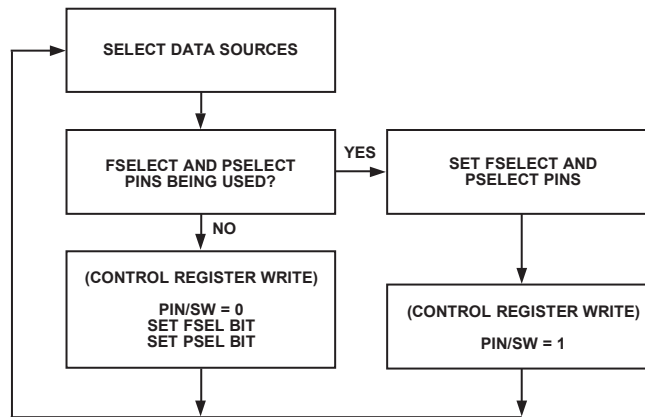 SELECT DATA SOURCES
FSELECT AND PSELECT
PINS BEING USED?
YES
SET FSELECT AND
PSELECT PINS
NO
(CONTROL REGISTER WRITE)
PIN/SW = 0
SET FSEL BIT
SET PSEL BIT
(CONTROL REGISTER WRITE)
PIN/SW = 1